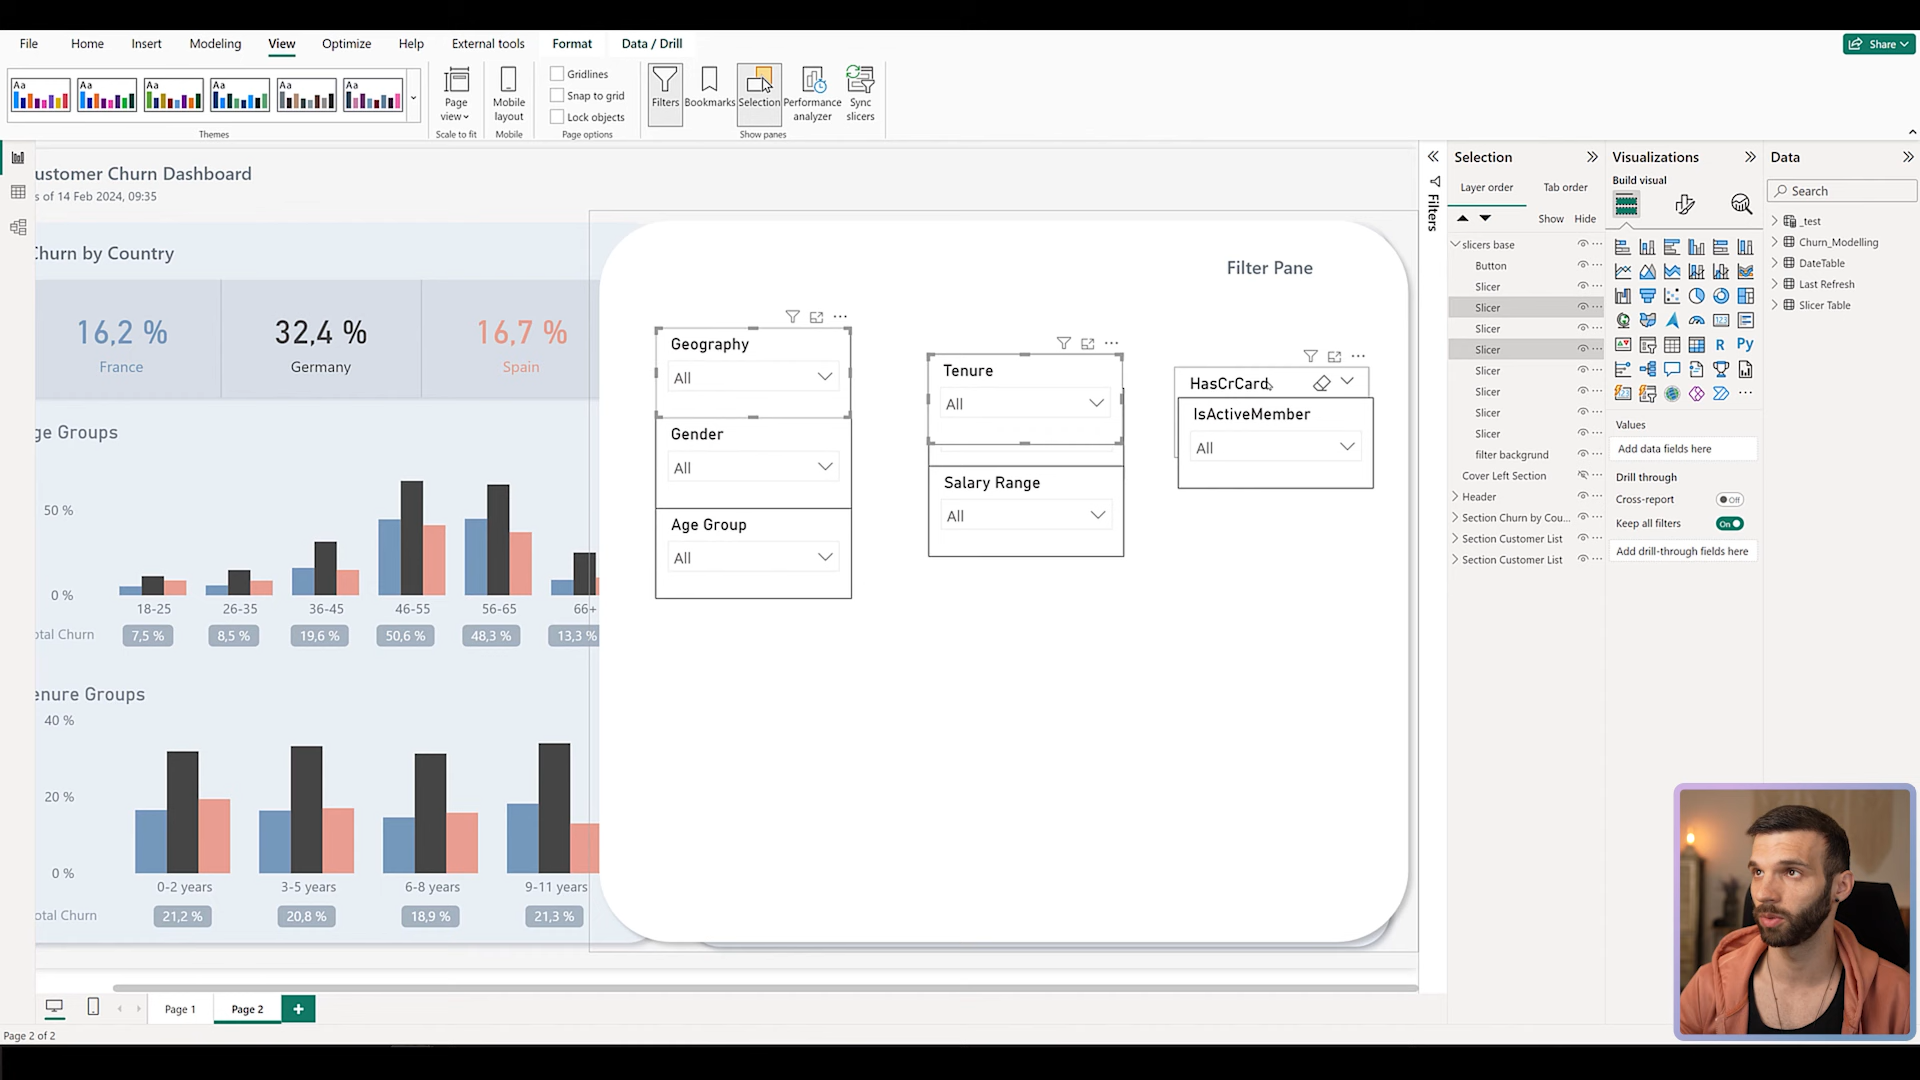 File Home Insert Modeling View Optimize Help External tools Format Data / Drill Share
Aa Aa Aa Aa Aa Aa
Page view
Mobile layout
Gridlines
Snap to grid
Lock objects
Filters Bookmarks Selection Performance analyzer Sync slicers
Themes Scale to fit Mobile Page options Show panes
ustomer Churn Dashboard
s of 14 Feb 2024, 09:35
Churn by Country
16,2 % 32,4 % 16,7 %
France Germany Spain
ge Groups
50 %
0 %
18-25 26-35 36-45 46-55 56-65 66+
otal Churn 7,5 % 8,5 % 19,6 % 50,6 % 48,3 % 13,3 %
enure Groups
40 %
20 %
0 %
0-2 years 3-5 years 6-8 years 9-11 years
otal Churn 21,2 % 20,8 % 18,9 % 21,3 %
Filter Pane
Geography
All
Gender
All
Age Group
All
Tenure
All
Salary Range
All
HasCrCard
IsActiveMember
All
Filters
Selection
Layer order Tab order
Show Hide
slicers base
Button
Slicer
Slicer
Slicer
Slicer
Slicer
Slicer
Slicer
Slicer
filter backgrund
Cover Left Section
Header
Section Churn by Cou...
Section Customer List
Section Customer List
Visualizations
Build visual
123
R Py
Values
Add data fields here
Drill through
Cross-report Off
Keep all filters On
Add drill-through fields here
Data
Search
_test
Churn_Modelling
DateTable
Last Refresh
Slicer Table
Page 1 Page 2
Page 2 of 2